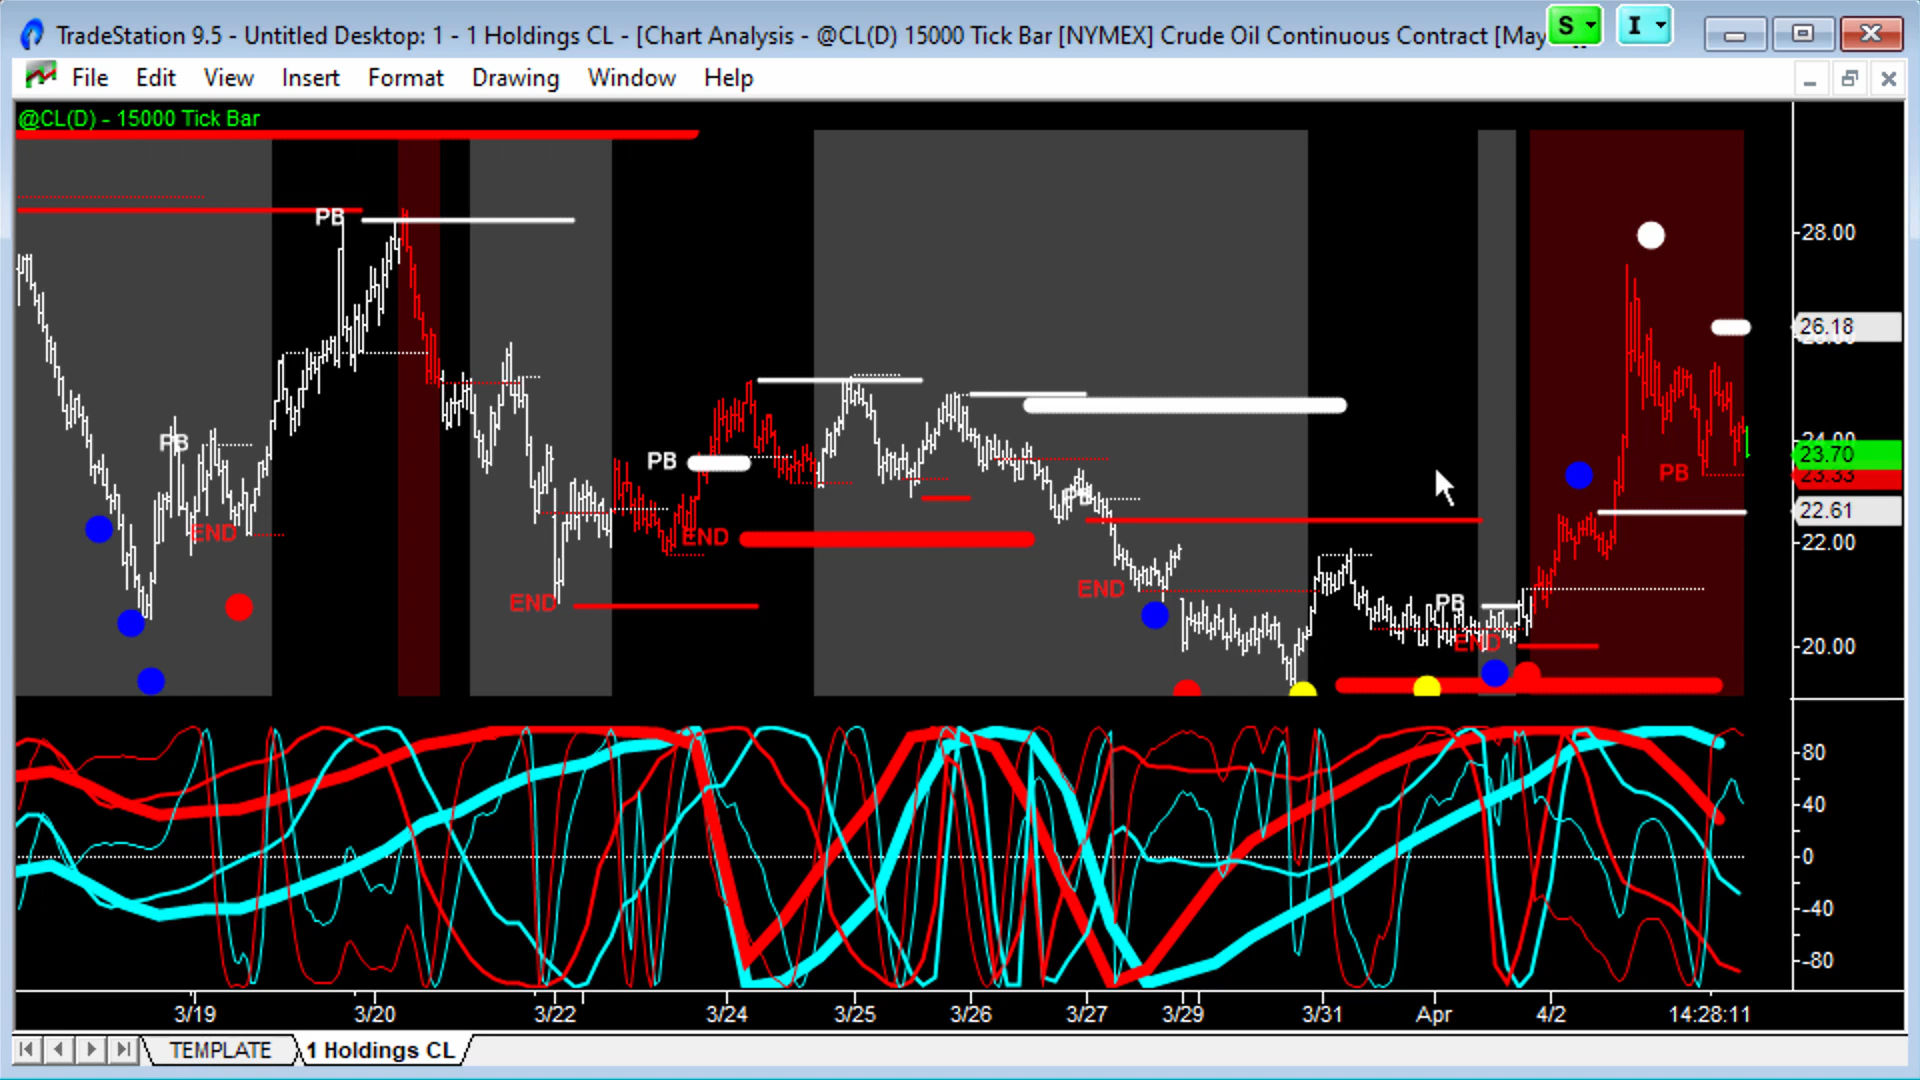 TradeStation 9.5 - Untitled Desktop: 1 - 1 Holdings CL - [Chart Analysis - @CL(D) 15000 Tick Bar [NYMEX] Crude Oil Continuous Contract [May
S
I
File Edit View Insert Format Drawing Window Help
@CL(D) - 15000 Tick Bar
PB
28.00
26.18
PB
24.00
23.70
PB
PB
23.33
PB
22.61
END
END
22.00
END
END
PB
END
20.00
80
40
0
-40
-80
3/19 3/20 3/22 3/24 3/25 3/26 3/27 3/29 3/31 Apr 4/2 14:28:11
TEMPLATE 1 Holdings CL